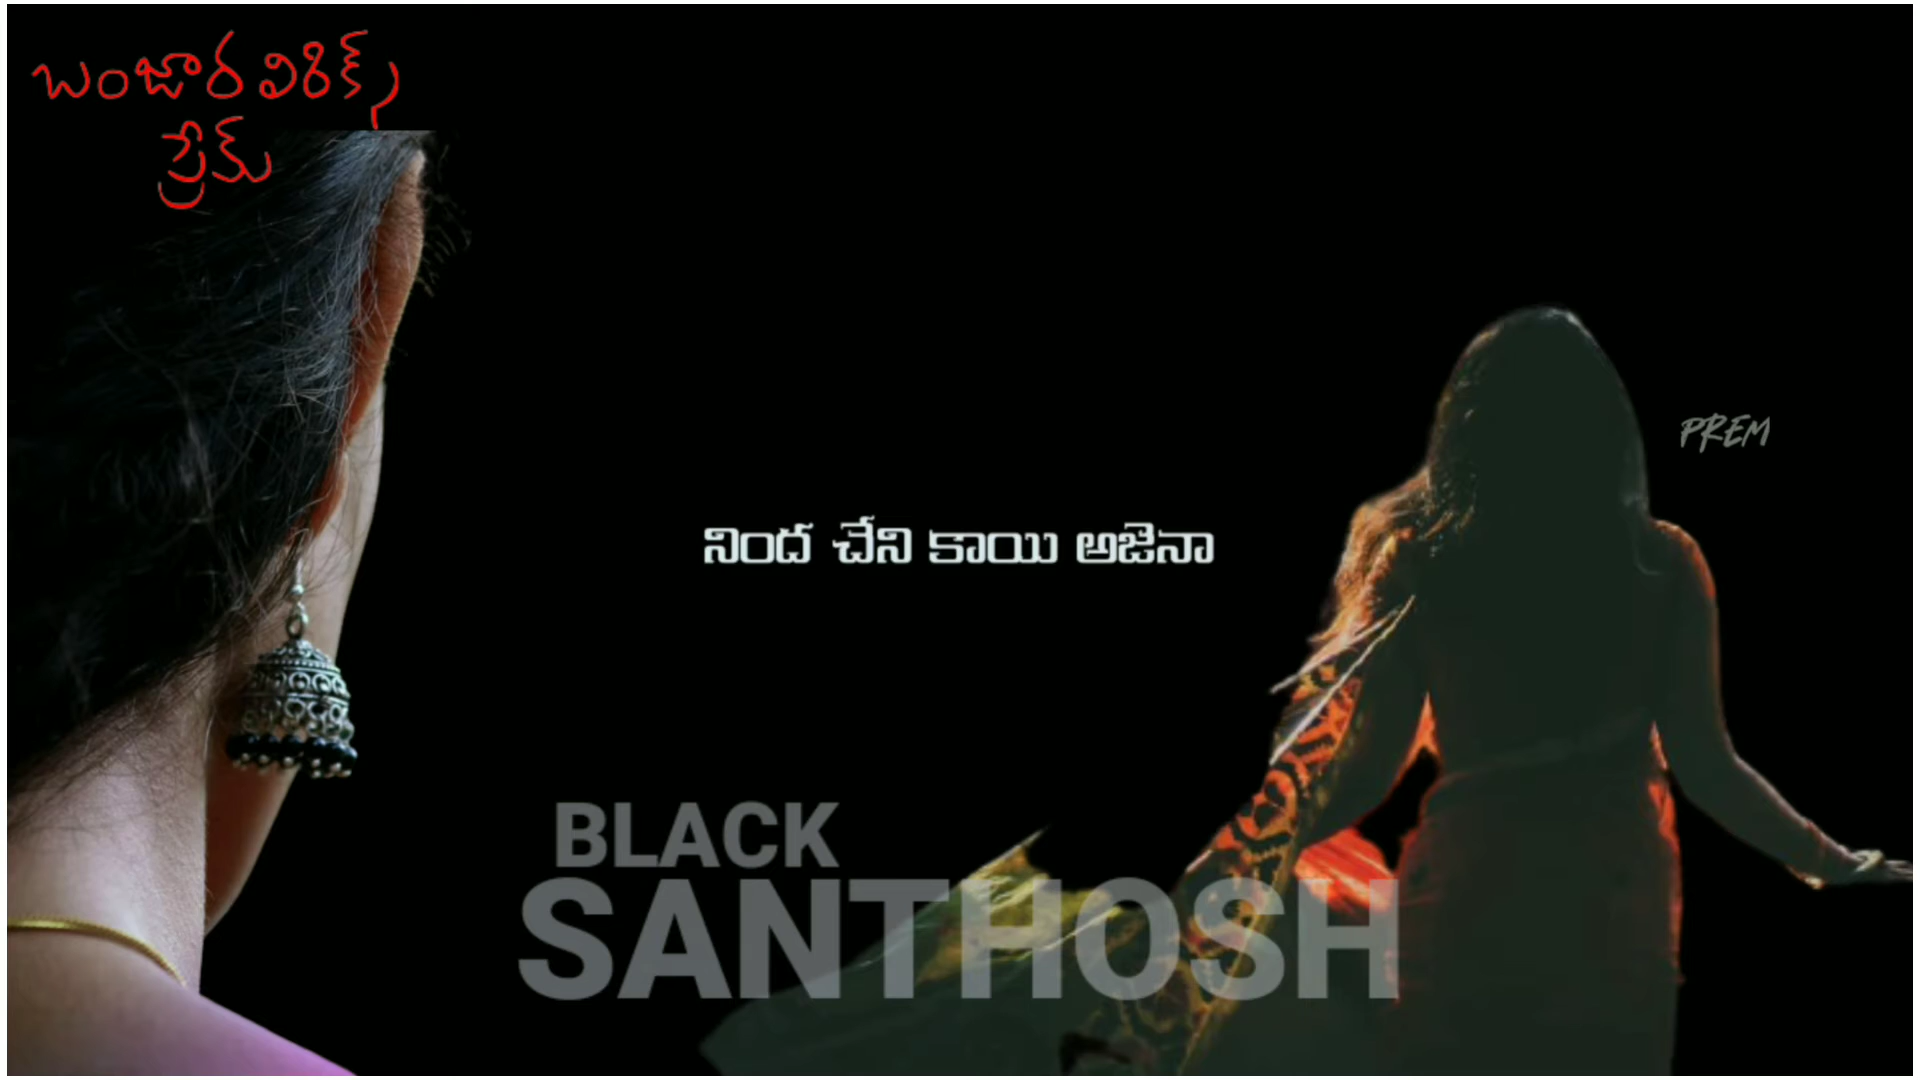 బంజార లిరిక్స్
ప్రేమ్
PREM
నింద చేని కాయి అజెనా
BLACK
SANTHOSH